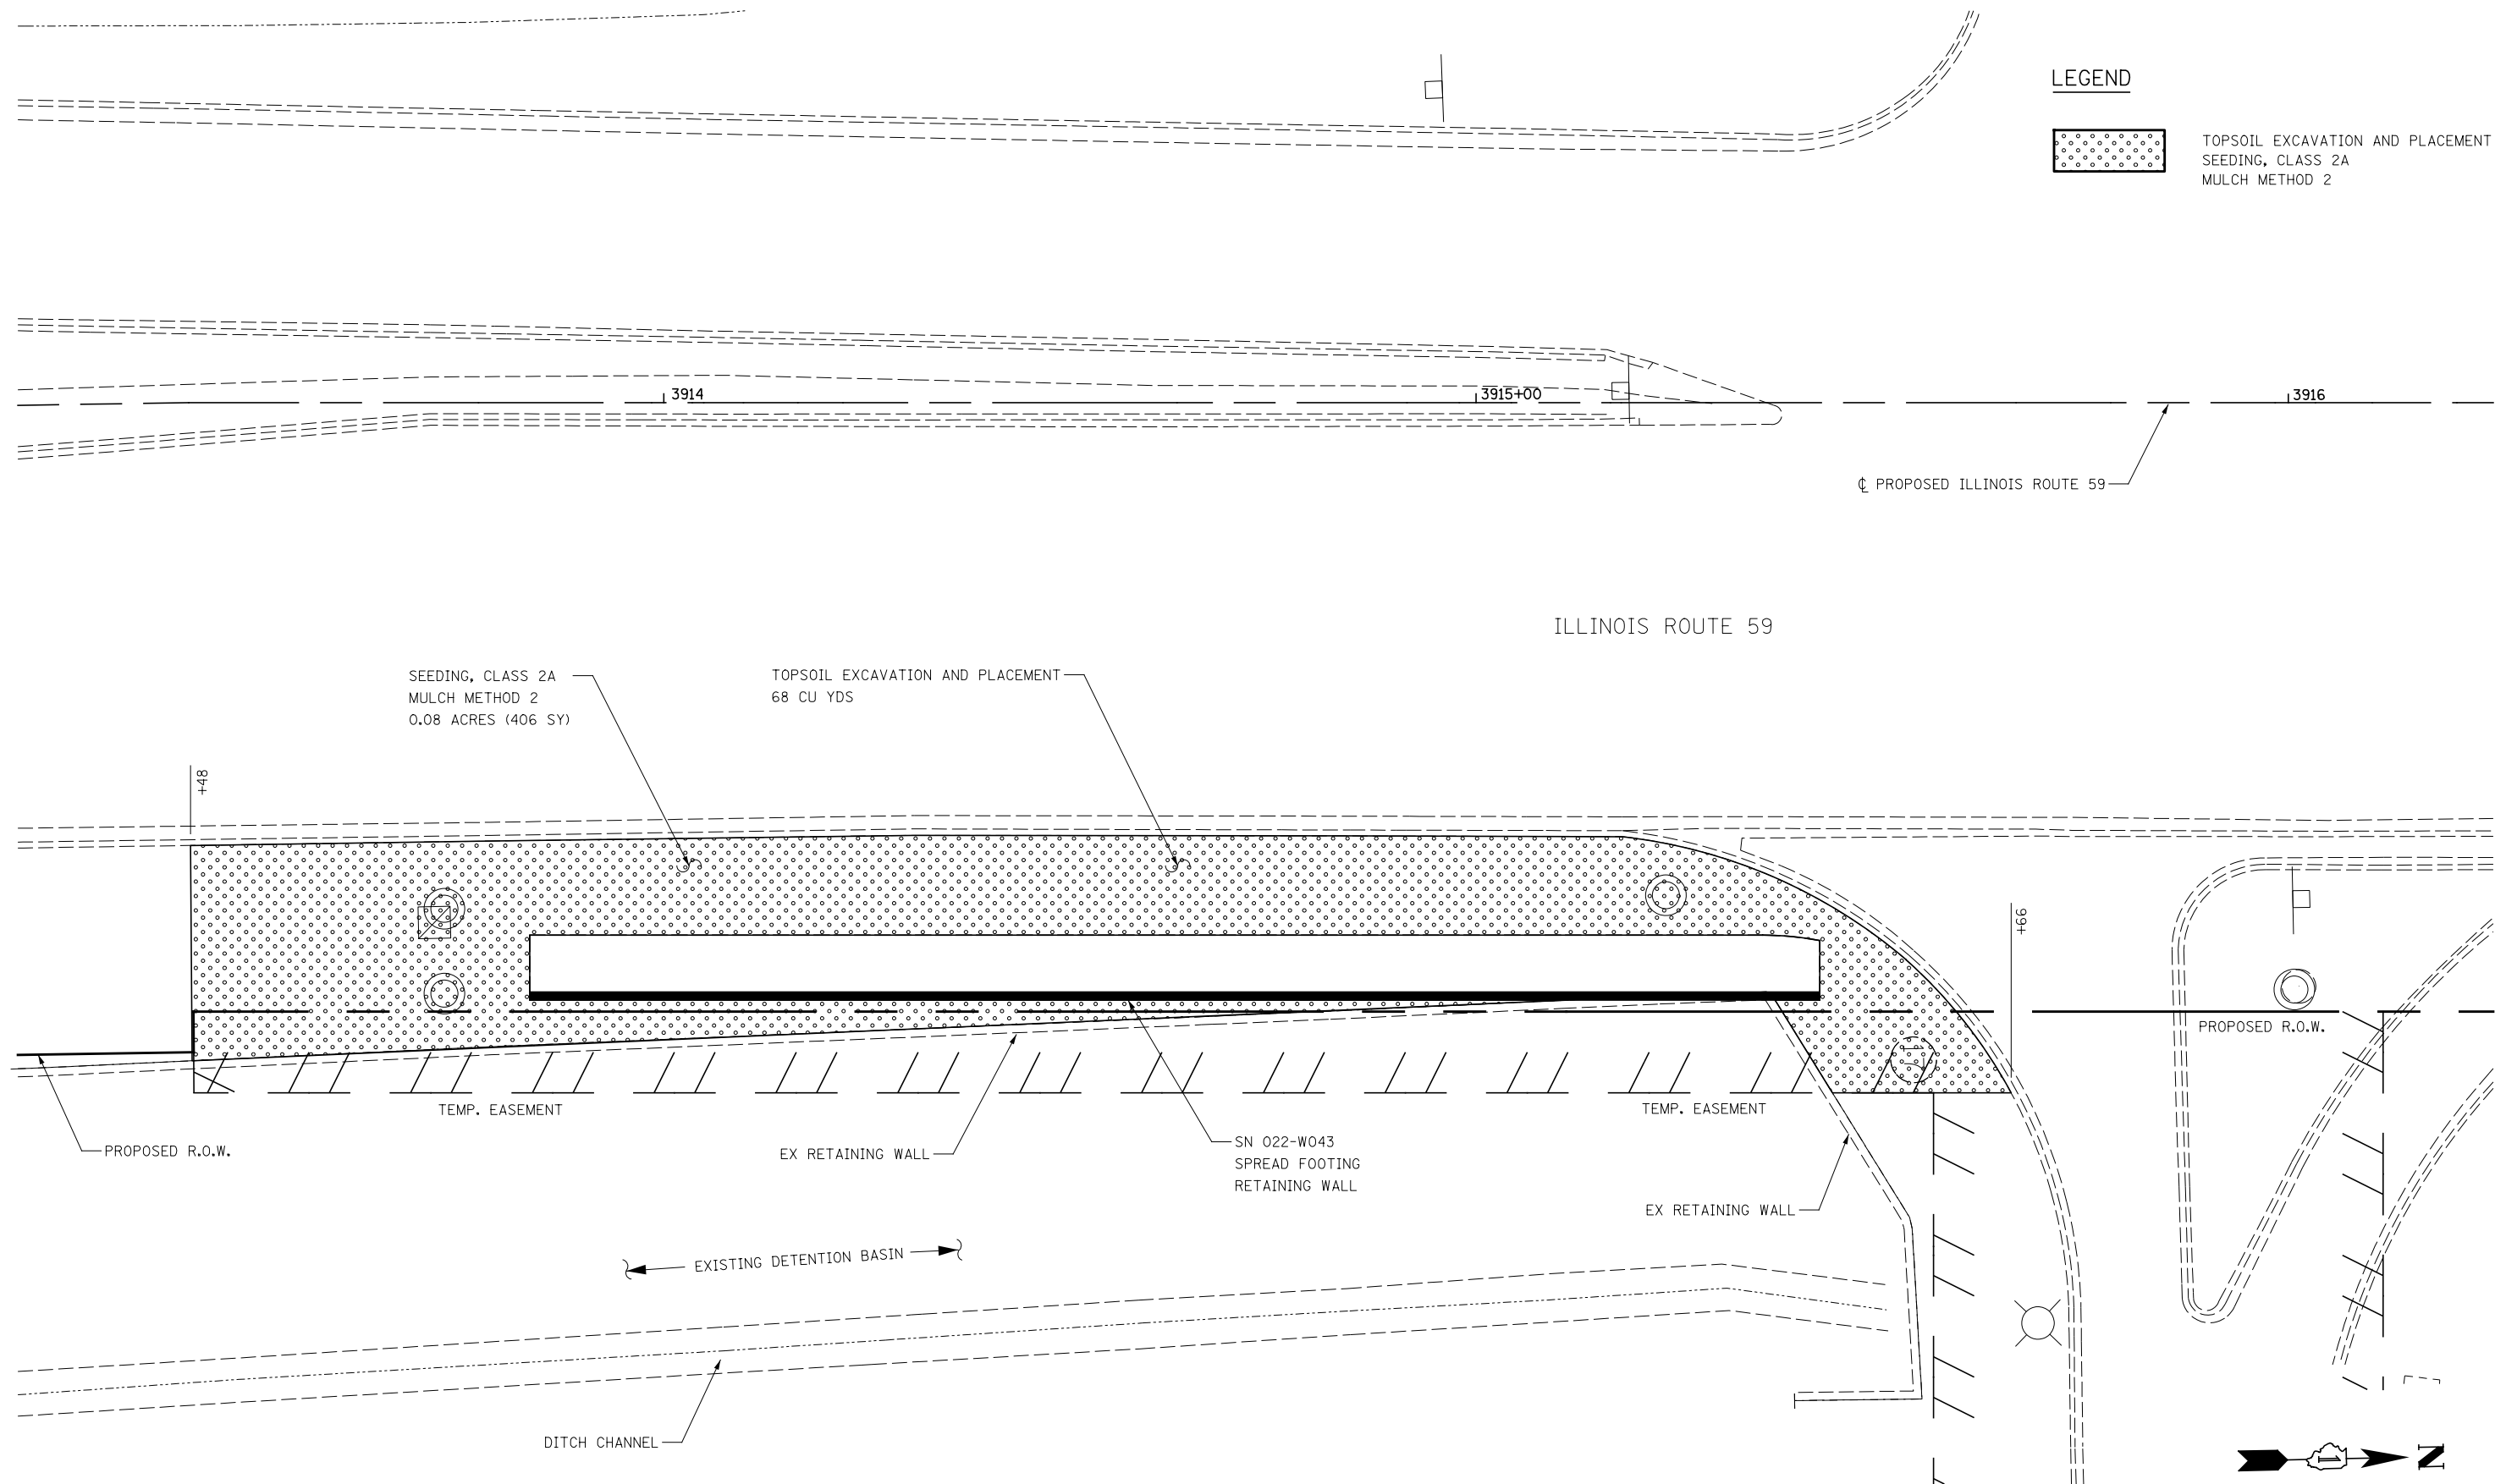 LEGEND
TOPSOIL EXCAVATION AND PLACEMENT
SEEDING, CLASS 2A
MULCH METHOD 2
3914
3915+00
3916
℄ PROPOSED ILLINOIS ROUTE 59
ILLINOIS ROUTE 59
SEEDING, CLASS 2A
MULCH METHOD 2
0.08 ACRES (406 SY)
TOPSOIL EXCAVATION AND PLACEMENT
68 CU YDS
+48
+66
PROPOSED R.O.W.
TEMP. EASEMENT
TEMP. EASEMENT
PROPOSED R.O.W.
EX RETAINING WALL
SN 022-W043
SPREAD FOOTING
RETAINING WALL
EX RETAINING WALL
EXISTING DETENTION BASIN
DITCH CHANNEL
N